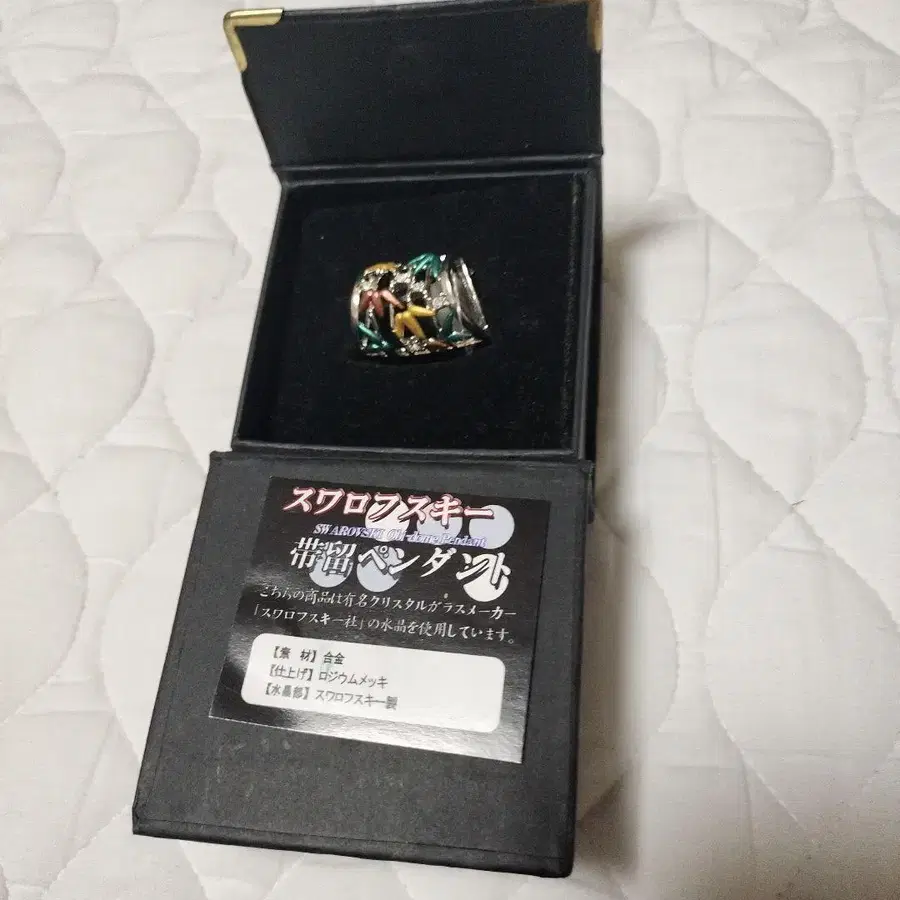 スワロフスキー
SWAROVSKI Obi-dome Pendant
帯留ペンダント
こちらの商品は有名クリスタルガラスメーカー
「スワロフスキー社」の水晶を使用しています。
【素 材】合金
【仕上げ】ロジウムメッキ
【水晶部】スワロフスキー製